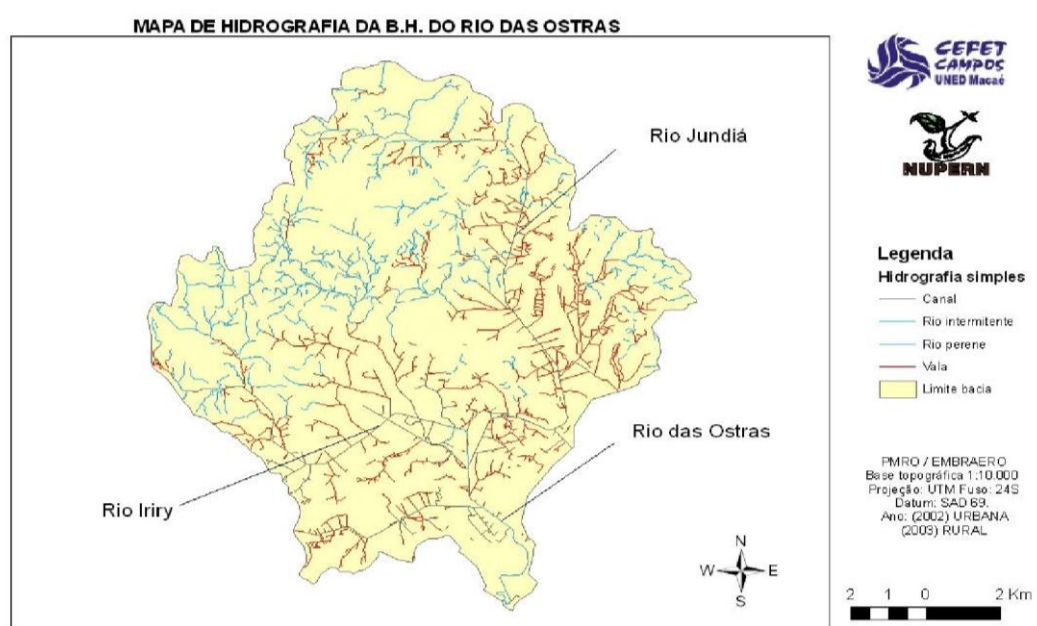 MAPA DE HIDROGRAFIA DA B.H. DO RIO DAS OSTRAS
CEFET
CAMPOS
UNED Macaé
NUPERN
Rio Jundiá
Rio das Ostras
Rio Iriry
Legenda
Hidrografia simples
Canal
Rio intermitente
Rio perene
Vala
Limite bacia
PMRO / EMBRAERO
Base topográfica 1:10.000
Projeção: UTM Fuso: 24S
Datum: SAD 69.
Ano: (2002) URBANA
(2003) RURAL
N
W E
S
2 1 0 2 Km